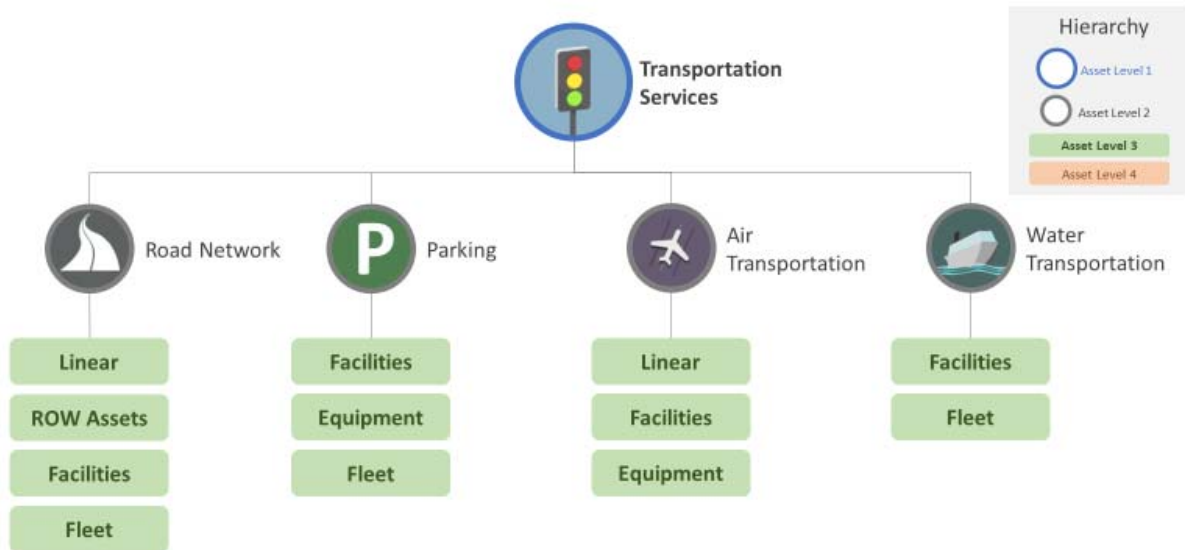 Hierarchy
Asset Level 1
Asset Level 2
Asset Level 3
Asset Level 4
Transportation
Services
Road Network
P
Parking
Air
Transportation
Water
Transportation
Linear
ROW Assets
Facilities
Fleet
Facilities
Equipment
Fleet
Linear
Facilities
Equipment
Facilities
Fleet